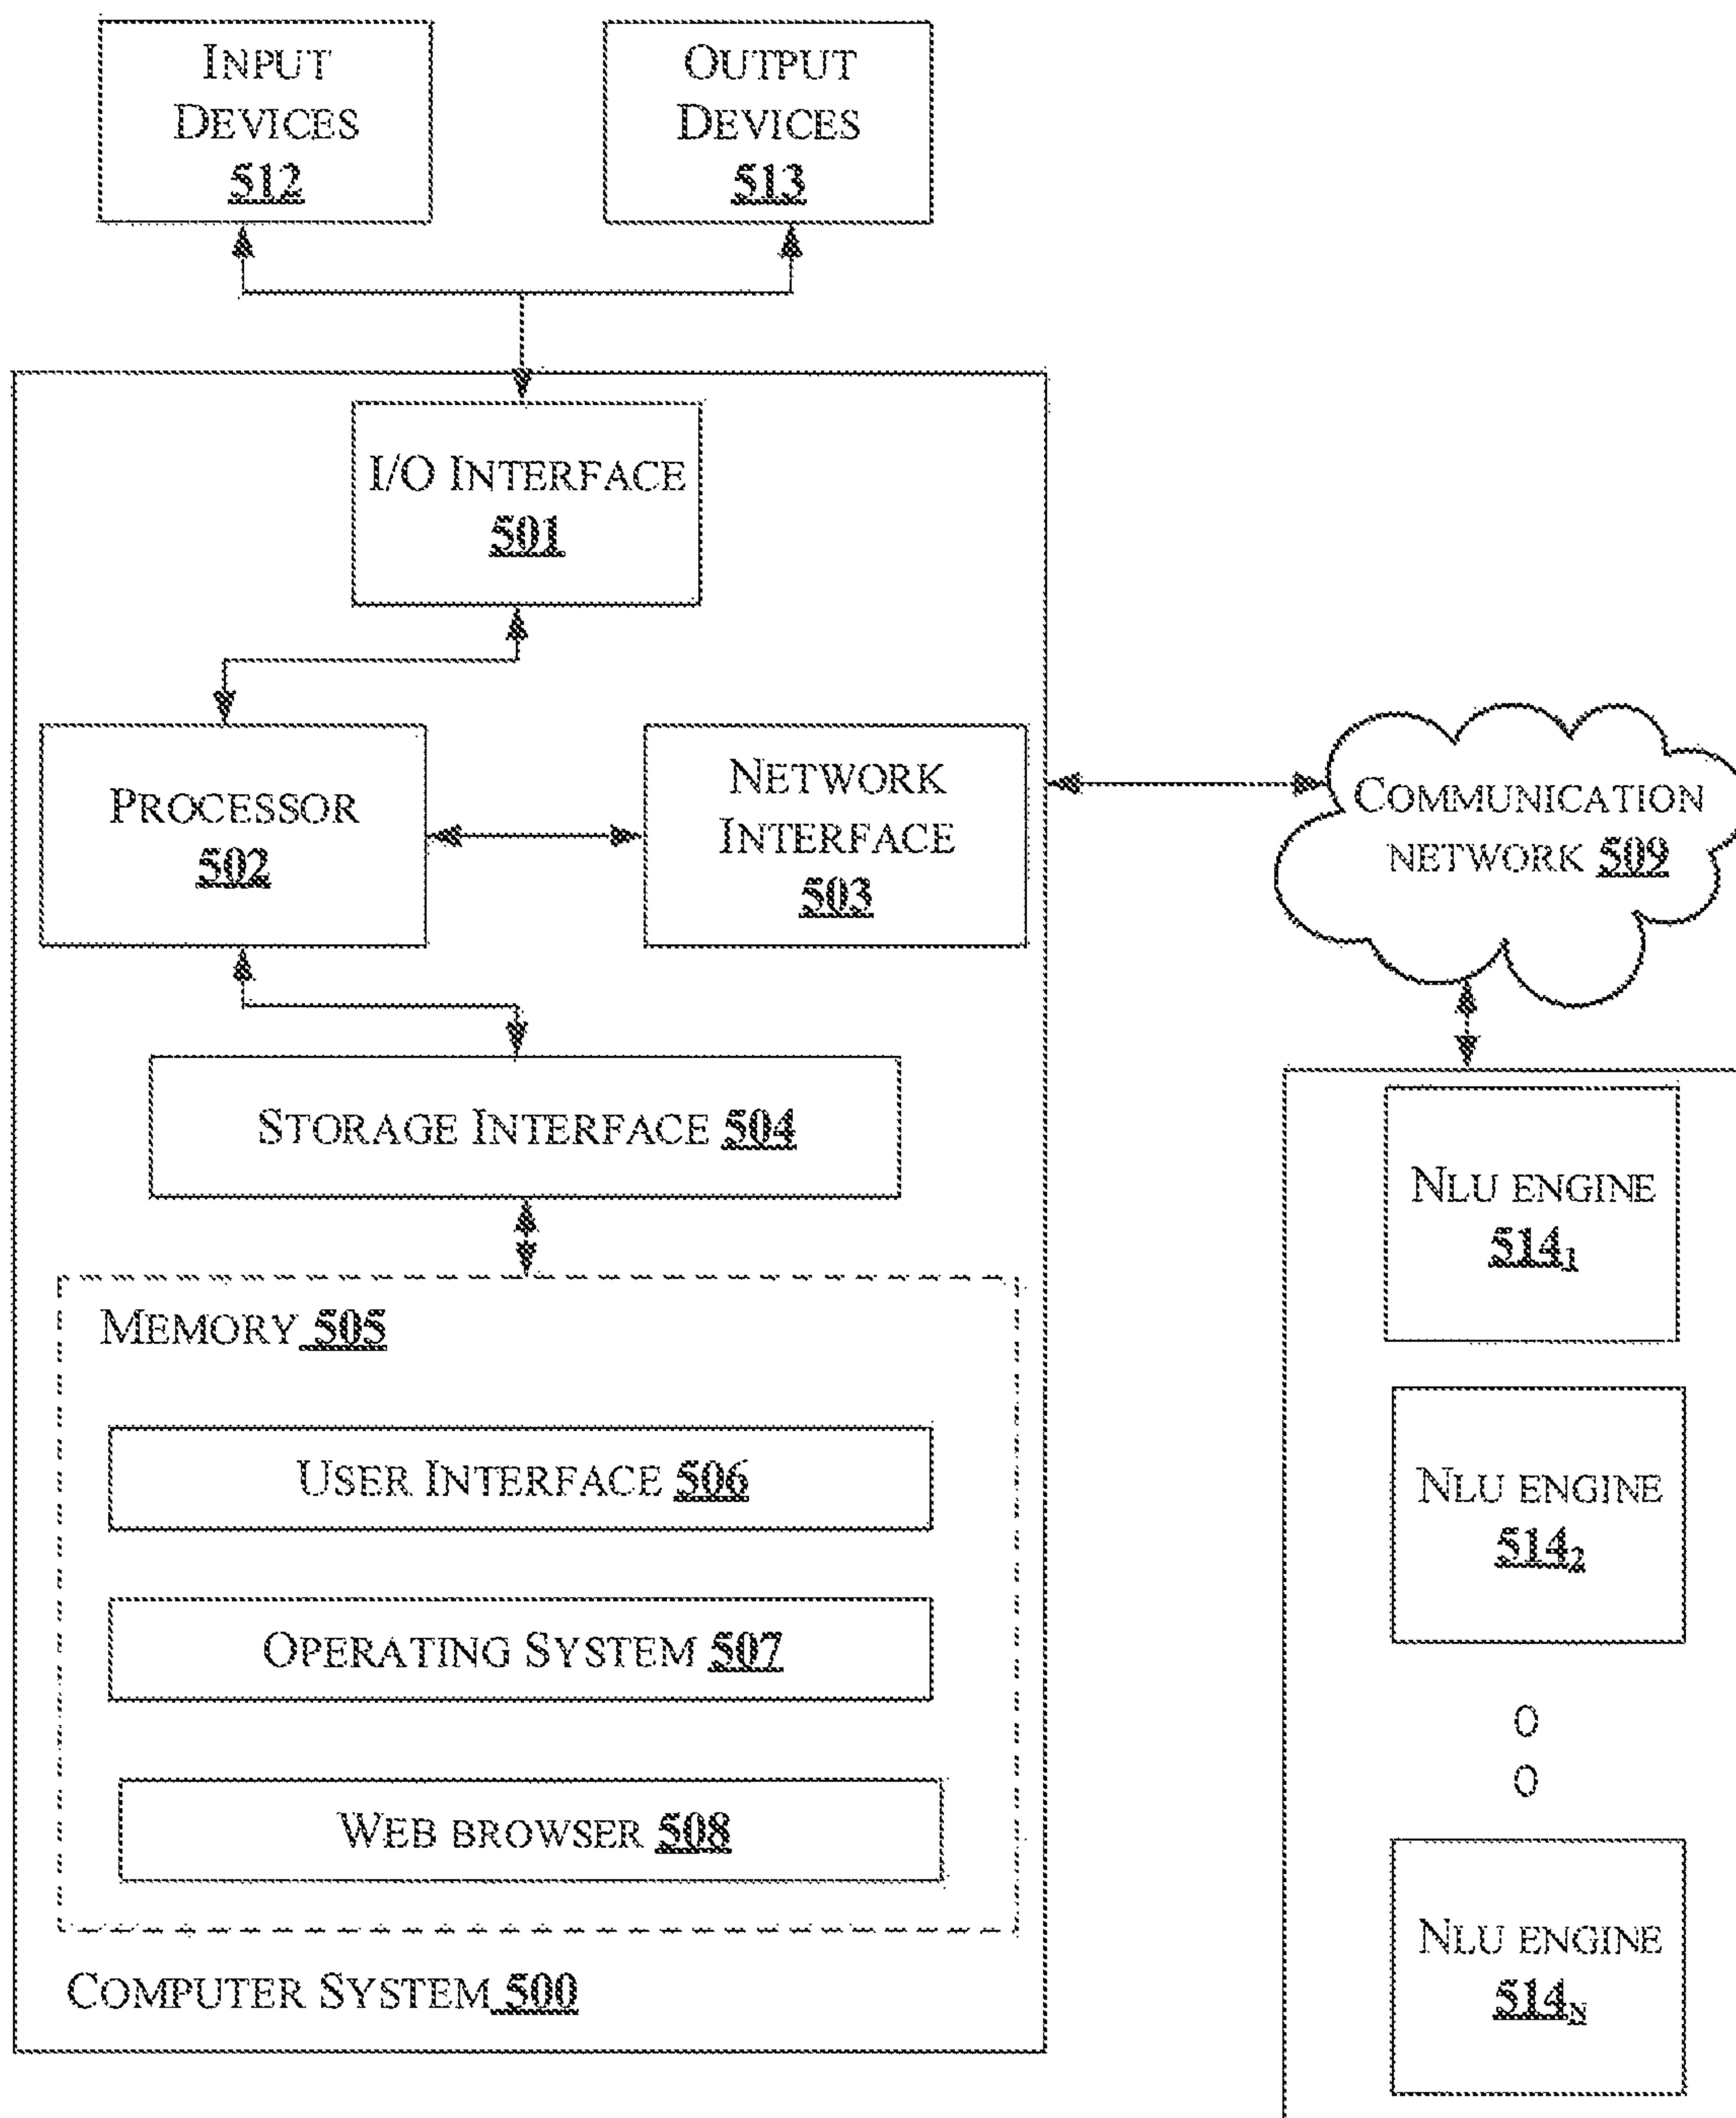 INPUT
DEVICES
512
OUTPUT
DEVICES
513
I/O INTERFACE
501
PROCESSOR
502
NETWORK
INTERFACE
503
COMMUNICATION
NETWORK 509
STORAGE INTERFACE 504
MEMORY 505
USER INTERFACE 506
OPERATING SYSTEM 507
WEB BROWSER 508
COMPUTER SYSTEM 500
NLU ENGINE
514₁
NLU ENGINE
514₂
O
O
NLU ENGINE
514N